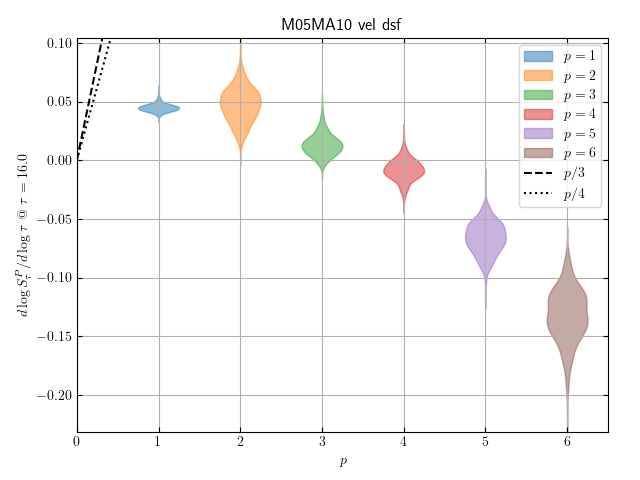 M05MA10 vel dsf
d log S_τ^P / d log τ @ τ = 16.0
0.10
0.05
0.00
−0.05
−0.10
−0.15
−0.20
p = 1
p = 2
p = 3
p = 4
p = 5
p = 6
p/3
p/4
0 1 2 3 4 5 6
p